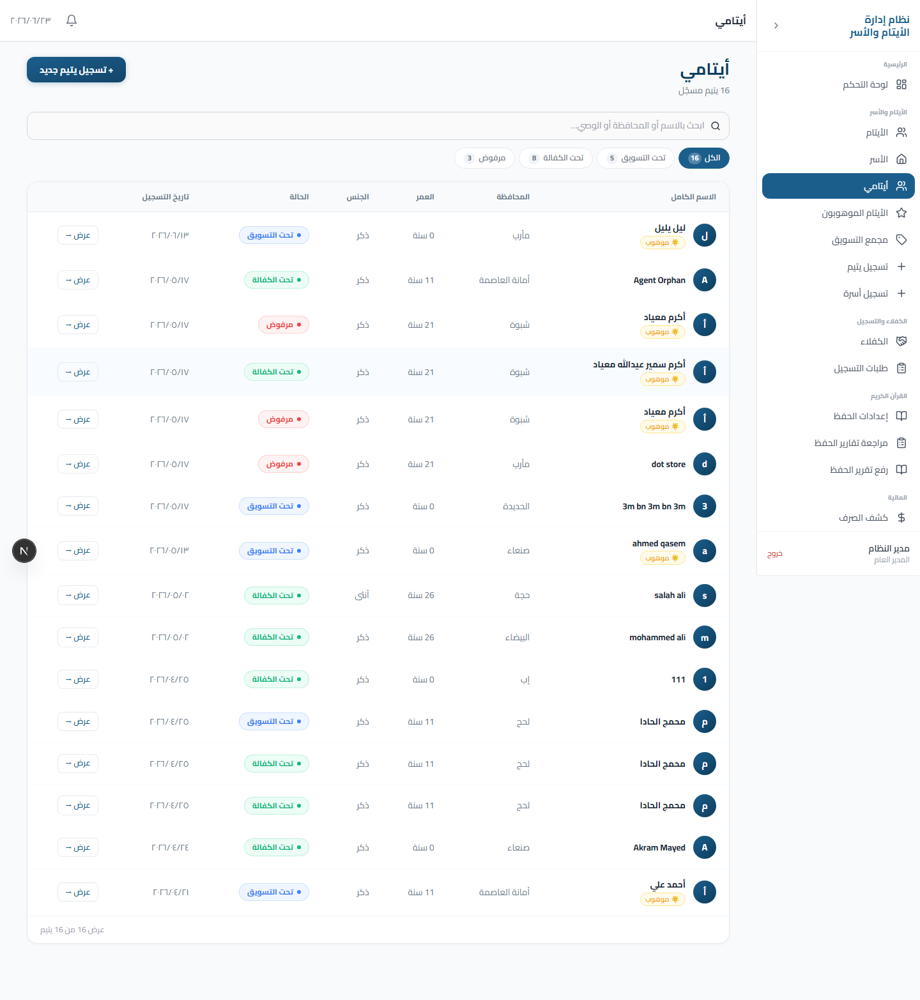 نظام إدارة
الأيتام والأسر
الرئيسية
لوحة التحكم
الأيتام والأسر
الأيتام
الأسر
أيتامي
الأيتام الموهوبون
مجمع التسويق
تسجيل يتيم
تسجيل أسرة
الكفلاء والتسجيل
الكفلاء
طلبات التسجيل
القرآن الكريم
إعدادات الحفظ
مراجعة تقارير الحفظ
رفع تقرير الحفظ
المالية
كشف الصرف
مدير النظام
المدير العام
خروج
أيتامي
٢٠٢٦/٠٦/٢٣
أيتامي
16 يتيم مسجّل
+ تسجيل يتيم جديد
ابحث بالاسم أو المحافظة أو الوصي...
الكل 16 تحت التسويق 5 تحت الكفالة 8 مرفوض 3
الاسم الكامل المحافظة العمر الجنس الحالة تاريخ التسجيل
ل ليل يليل مأرب 0 سنة ذكر تحت التسويق ٢٠٢٦/٠٦/١٣ عرض →
موهوب
A Agent Orphan أمانة العاصمة 11 سنة ذكر تحت الكفالة ٢٠٢٦/٠٥/١٧ عرض →
أ أكرم معياد شبوة 21 سنة ذكر مرفوض ٢٠٢٦/٠٥/١٧ عرض →
موهوب
أ أكرم سمير عبدالله معياد شبوة 21 سنة ذكر تحت الكفالة ٢٠٢٦/٠٥/١٧ عرض →
موهوب
أ أكرم معياد شبوة 21 سنة ذكر مرفوض ٢٠٢٦/٠٥/١٧ عرض →
موهوب
d dot store مأرب 21 سنة ذكر مرفوض ٢٠٢٦/٠٥/١٧ عرض →
3 3m bn 3m bn 3m الحديدة 0 سنة ذكر تحت التسويق ٢٠٢٦/٠٥/١٧ عرض →
a ahmed qasem صنعاء 0 سنة ذكر تحت التسويق ٢٠٢٦/٠٥/١٣ عرض →
موهوب
s salah ali حجة 26 سنة أنثى تحت الكفالة ٢٠٢٦/٠٥/٠٢ عرض →
m mohammed ali البيضاء 26 سنة ذكر تحت الكفالة ٢٠٢٦/٠٥/٠٢ عرض →
1 111 إب 0 سنة ذكر تحت الكفالة ٢٠٢٦/٠٤/٢٥ عرض →
م محمج الحادا لحج 11 سنة ذكر تحت التسويق ٢٠٢٦/٠٤/٢٥ عرض →
م محمج الحادا لحج 11 سنة ذكر تحت الكفالة ٢٠٢٦/٠٤/٢٥ عرض →
م محمج الحادا لحج 11 سنة ذكر تحت الكفالة ٢٠٢٦/٠٤/٢٥ عرض →
A Akram Mayed صنعاء 0 سنة ذكر تحت الكفالة ٢٠٢٦/٠٤/٢٤ عرض →
أ أحمد علي أمانة العاصمة 11 سنة ذكر تحت التسويق ٢٠٢٦/٠٤/٢١ عرض →
موهوب
عرض 16 من 16 يتيم
N